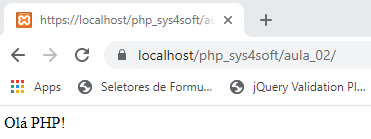 https://localhost/php_sys4soft/au
localhost/php_sys4soft/aula_02/
Apps Seletores de Formu... jQuery Validation Pl...
Olá PHP!